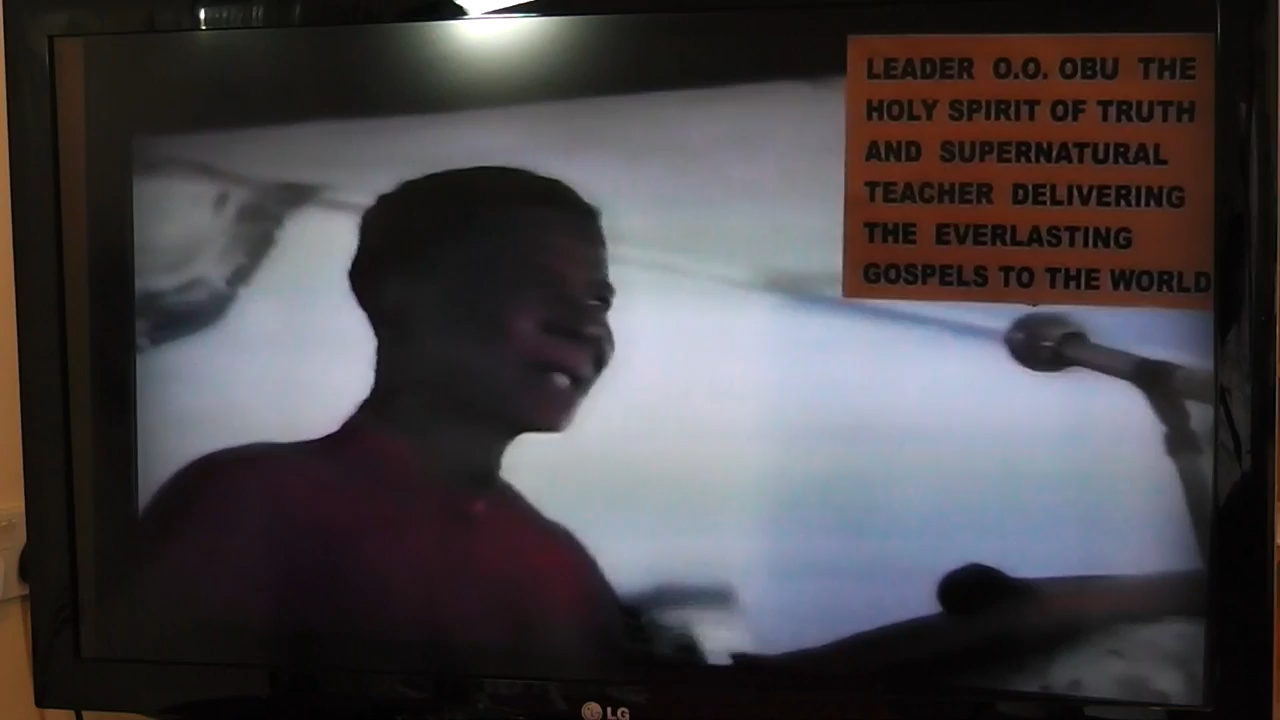 LEADER O.O. OBU THE
HOLY SPIRIT OF TRUTH
AND SUPERNATURAL
TEACHER DELIVERING
THE EVERLASTING
GOSPELS TO THE WORLD
LG